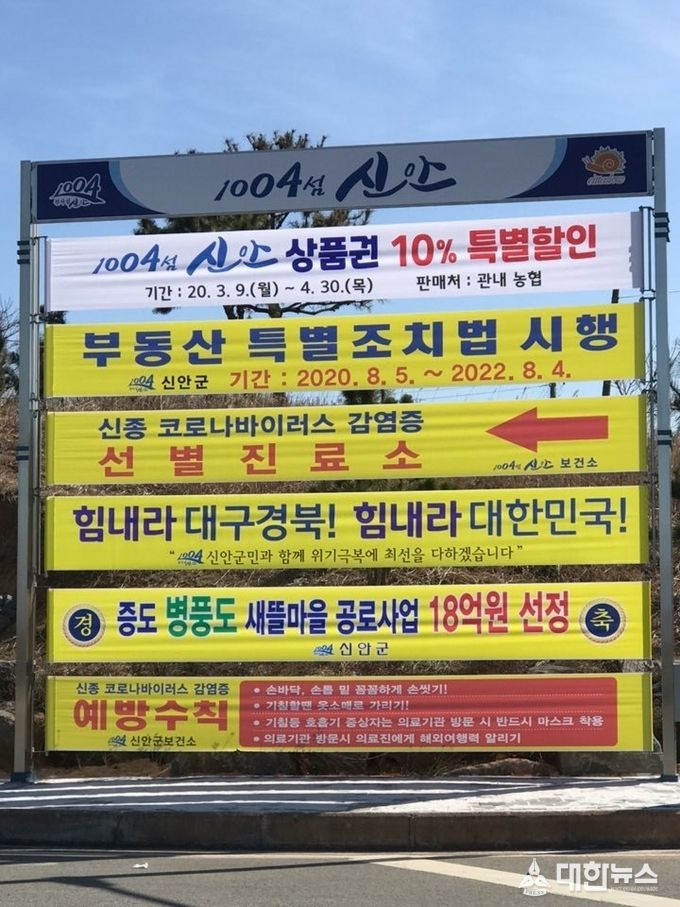 1004
1004섬 신안
1004섬 신안 상품권 10% 특별할인
기간 : 20. 3. 9.(월) ~ 4. 30.(목) 판매처 : 관내 농협
부동산 특별조치법 시행
1004 신안군 기간 : 2020. 8. 5. ~ 2022. 8. 4.
신종 코로나바이러스 감염증
선별진료소
1004섬 신안 보건소
힘내라 대구경북! 힘내라 대한민국!
"1004 신안군민과 함께 위기극복에 최선을 다하겠습니다"
경 증도 병풍도 새뜰마을 공로사업 18억원 선정 축
1004 신안군
신종 코로나바이러스 감염증
예방수칙
1004 신안군보건소
• 손바닥, 손톱 밑 꼼꼼하게 손씻기!
• 기침할땐 옷소매로 가리기!
• 기침등 호흡기 증상자는 의료기관 방문 시 반드시 마스크 착용
• 의료기관 방문시 의료진에게 해외여행력 알리기
PRESS 대한뉴스